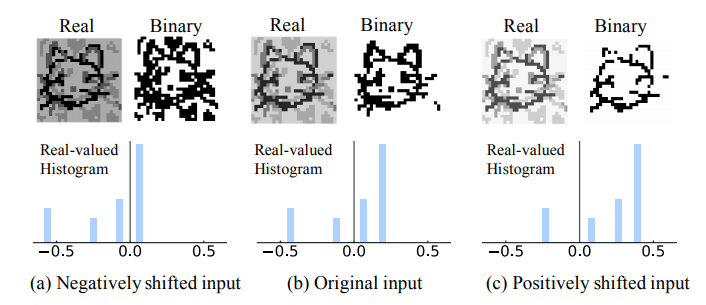 Real Binary
Real Binary
Real Binary
Real-valued
Histogram
−0.5 0.0 0.5
Real-valued
Histogram
−0.5 0.0 0.5
Real-valued
Histogram
−0.5 0.0 0.5
(a) Negatively shifted input
(b) Original input
(c) Positively shifted input